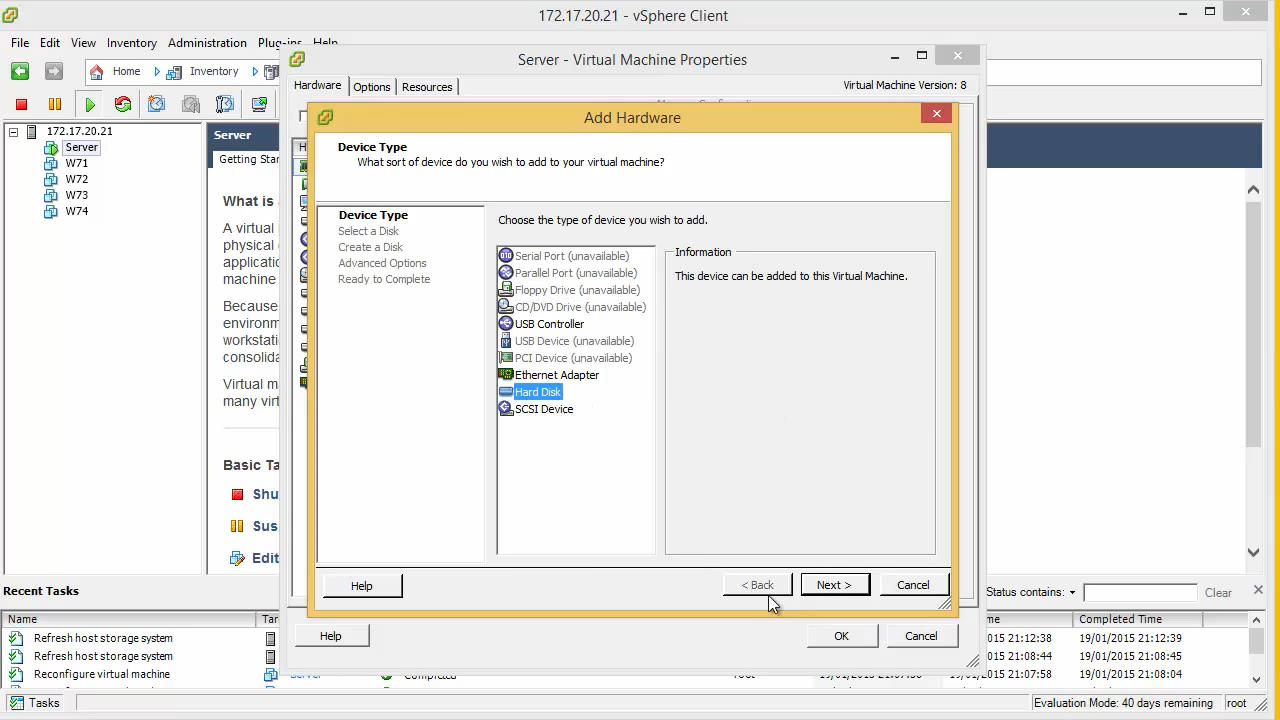 172.17.20.21 - vSphere Client
File Edit View Inventory Administration Plug-ins Help
Server - Virtual Machine Properties
Home Inventory
Hardware Options Resources Virtual Machine Version: 8
Add Hardware
172.17.20.21
Server
W71
W72
W73
W74
Server
Getting Star
What is
A virtual
physical
applicatio
machine
Because
environm
workstati
consolida
Virtual m
many virt
Basic Ta
Shu
Sus
Edit
Device Type
What sort of device do you wish to add to your virtual machine?
Device Type
Select a Disk
Create a Disk
Advanced Options
Ready to Complete
Choose the type of device you wish to add.
Serial Port (unavailable)
Parallel Port (unavailable)
Floppy Drive (unavailable)
CD/DVD Drive (unavailable)
USB Controller
USB Device (unavailable)
PCI Device (unavailable)
Ethernet Adapter
Hard Disk
SCSI Device
Information
This device can be added to this Virtual Machine.
Help < Back Next > Cancel
Help OK Cancel
Recent Tasks
Status contains: Clear
Name Tar me Completed Time
Refresh host storage system 015 21:12:38 19/01/2015 21:12:39
Refresh host storage system 015 21:08:44 19/01/2015 21:08:45
Reconfigure virtual machine 015 21:07:58 19/01/2015 21:08:04
Tasks Evaluation Mode: 40 days remaining root